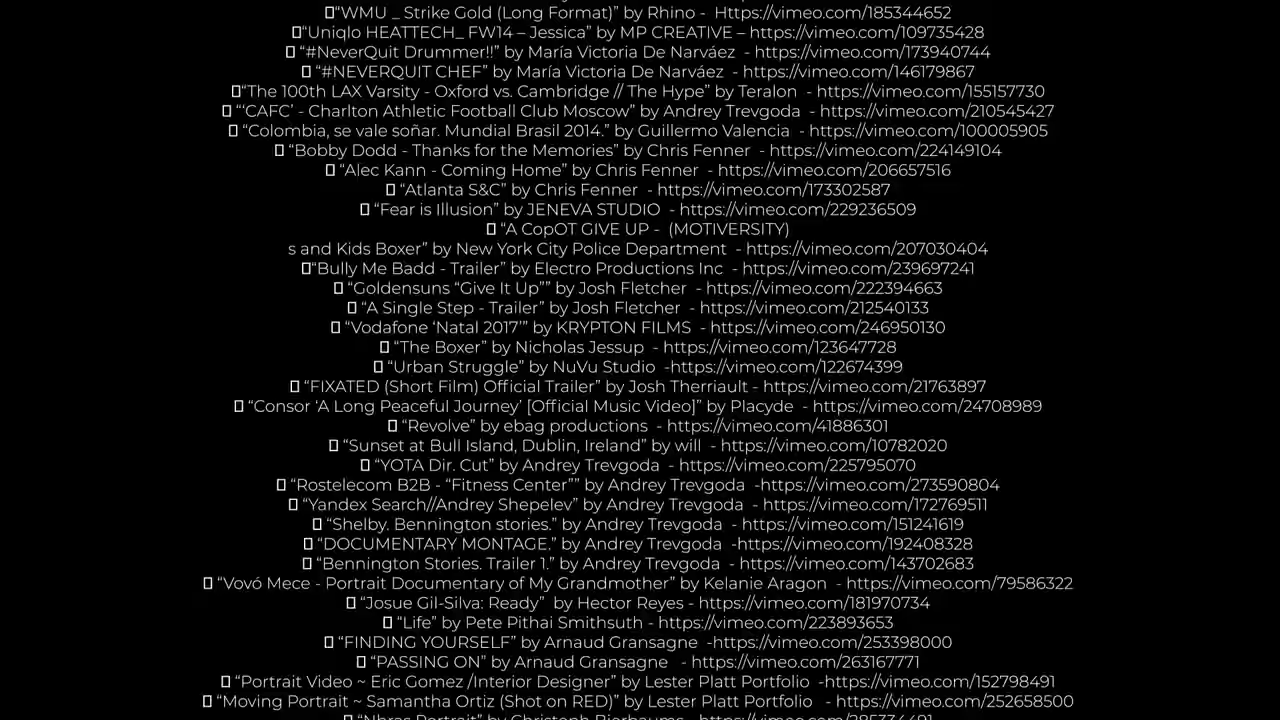 “WMU _ Strike Gold (Long Format)” by Rhino - Https://vimeo.com/185344652
“Uniqlo HEATTECH_ FW14 – Jessica” by MP CREATIVE – https://vimeo.com/109735428
“#NeverQuit Drummer!!” by María Victoria De Narváez - https://vimeo.com/173940744
“#NEVERQUIT CHEF” by María Victoria De Narváez - https://vimeo.com/146179867
“The 100th LAX Varsity - Oxford vs. Cambridge // The Hype” by Teralon - https://vimeo.com/155157730
“‘CAFC’ - Charlton Athletic Football Club Moscow” by Andrey Trevgoda - https://vimeo.com/210545427
“Colombia, se vale soñar. Mundial Brasil 2014.” by Guillermo Valencia - https://vimeo.com/100005905
“Bobby Dodd - Thanks for the Memories” by Chris Fenner - https://vimeo.com/224149104
“Alec Kann - Coming Home” by Chris Fenner - https://vimeo.com/206657516
“Atlanta S&C” by Chris Fenner - https://vimeo.com/173302587
“Fear is Illusion” by JENEVA STUDIO - https://vimeo.com/229236509
“A CopOT GIVE UP - (MOTIVERSITY)
s and Kids Boxer” by New York City Police Department - https://vimeo.com/207030404
“Bully Me Badd - Trailer” by Electro Productions Inc - https://vimeo.com/239697241
“Goldensuns “Give It Up”” by Josh Fletcher - https://vimeo.com/222394663
“A Single Step - Trailer” by Josh Fletcher - https://vimeo.com/212540133
“Vodafone ‘Natal 2017’” by KRYPTON FILMS - https://vimeo.com/246950130
“The Boxer” by Nicholas Jessup - https://vimeo.com/123647728
“Urban Struggle” by NuVu Studio -https://vimeo.com/122674399
“FIXATED (Short Film) Official Trailer” by Josh Therriault - https://vimeo.com/21763897
“Consor ‘A Long Peaceful Journey’ [Official Music Video]” by Placyde - https://vimeo.com/24708989
“Revolve” by ebag productions - https://vimeo.com/41886301
“Sunset at Bull Island, Dublin, Ireland” by will - https://vimeo.com/10782020
“YOTA Dir. Cut” by Andrey Trevgoda - https://vimeo.com/225795070
“Rostelecom B2B - “Fitness Center”” by Andrey Trevgoda -https://vimeo.com/273590804
“Yandex Search//Andrey Shepelev” by Andrey Trevgoda - https://vimeo.com/172769511
“Shelby. Bennington stories.” by Andrey Trevgoda - https://vimeo.com/151241619
“DOCUMENTARY MONTAGE.” by Andrey Trevgoda -https://vimeo.com/192408328
“Bennington Stories. Trailer 1.” by Andrey Trevgoda - https://vimeo.com/143702683
“Vovó Mece - Portrait Documentary of My Grandmother” by Kelanie Aragon - https://vimeo.com/79586322
“Josue Gil-Silva: Ready” by Hector Reyes - https://vimeo.com/181970734
“Life” by Pete Pithai Smithsuth - https://vimeo.com/223893653
“FINDING YOURSELF” by Arnaud Gransagne -https://vimeo.com/253398000
“PASSING ON” by Arnaud Gransagne - https://vimeo.com/263167771
“Portrait Video ~ Eric Gomez /Interior Designer” by Lester Platt Portfolio -https://vimeo.com/152798491
“Moving Portrait ~ Samantha Ortiz (Shot on RED)” by Lester Platt Portfolio - https://vimeo.com/252658500